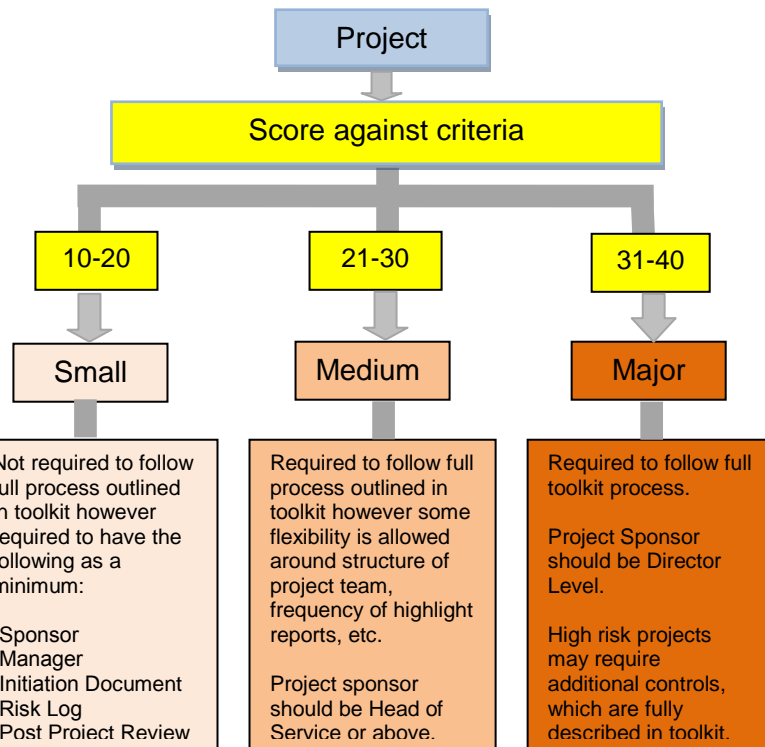 Project
Score against criteria
10-20
21-30
31-40
Small
Medium
Major
Not required to follow
ull process outlined
n toolkit however
equired to have the
ollowing as a
minimum:
Sponsor
Manager
Initiation Document
Risk Log
Post Project Review
Required to follow full
process outlined in
toolkit however some
flexibility is allowed
around structure of
project team,
frequency of highlight
reports, etc.
Project sponsor
should be Head of
Service or above.
Required to follow full
toolkit process.
Project Sponsor
should be Director
Level.
High risk projects
may require
additional controls,
which are fully
described in toolkit.